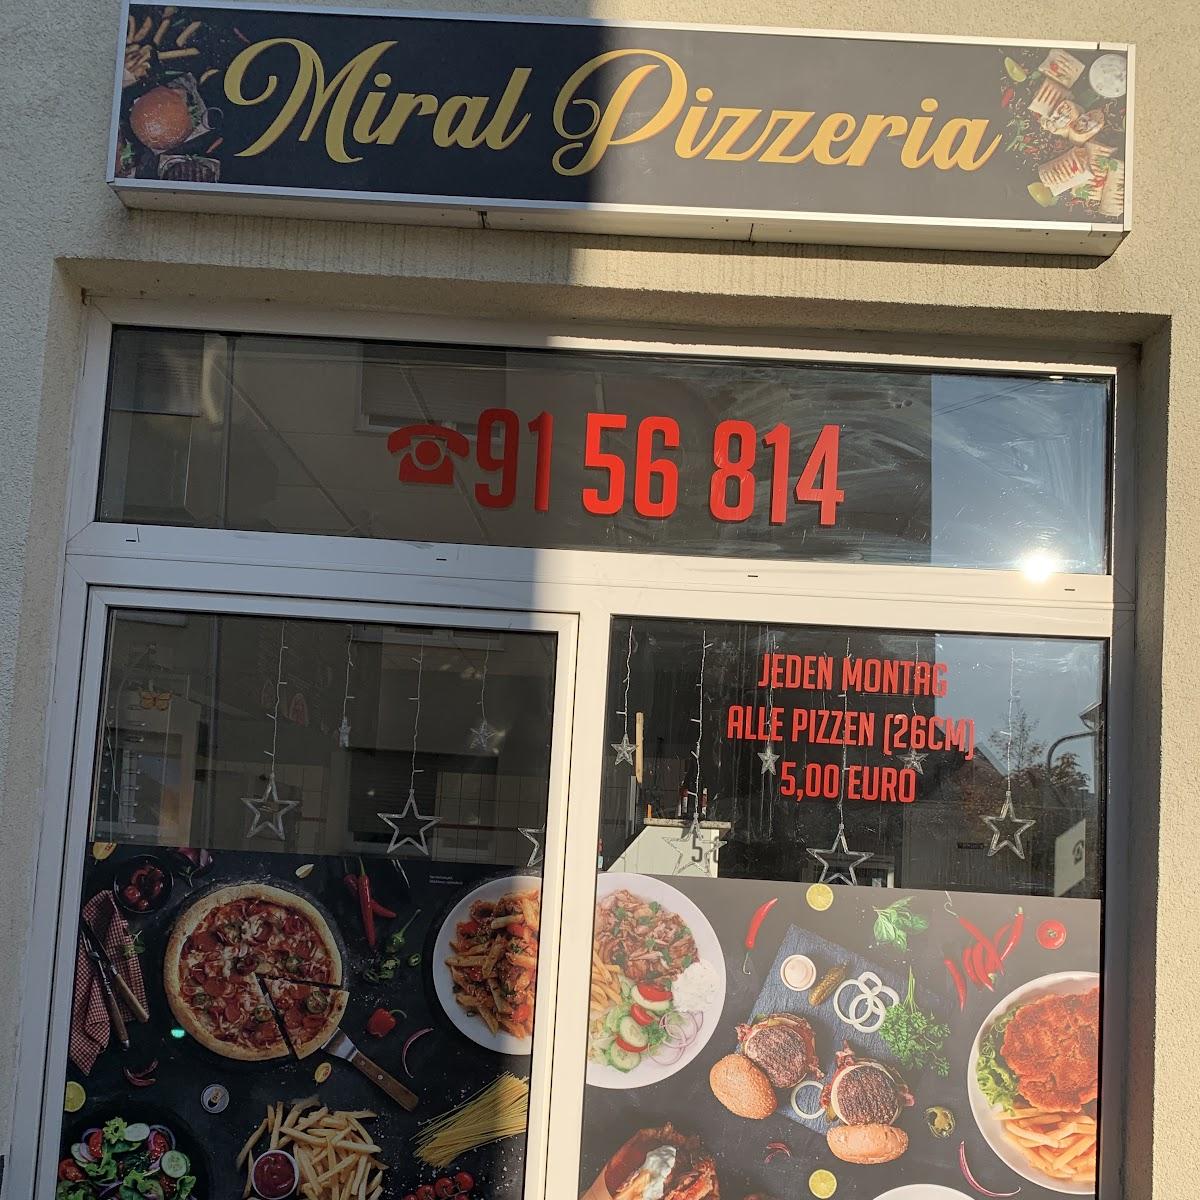 Miral Pizzeria
91 56 814
JEDEN MONTAG
ALLE PIZZEN (26CM)
5,00 EURO